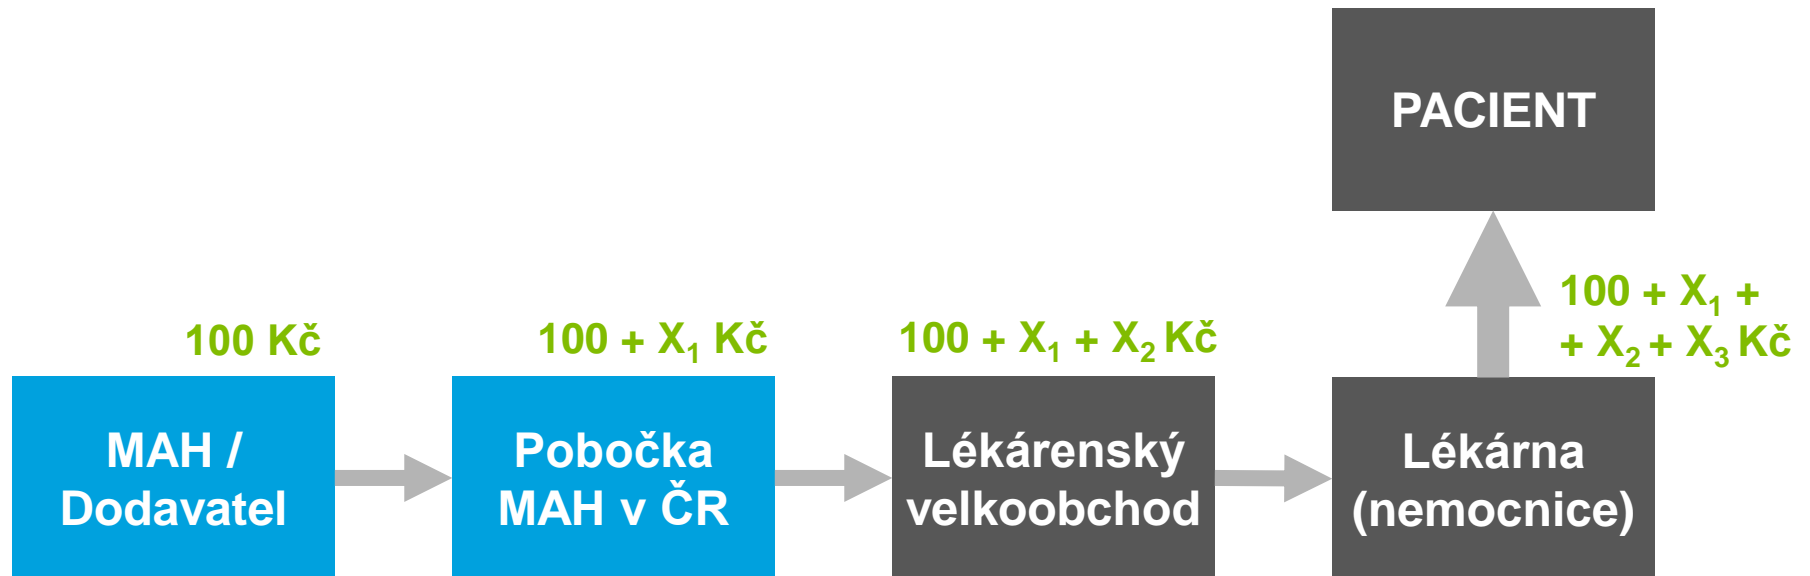 PACIENT
100 + X₁ +
+ X₂ + X₃ Kč
100 Kč
100 + X₁ Kč
100 + X₁ + X₂ Kč
MAH /
Dodavatel
Pobočka
MAH v ČR
Lékárenský
velkoobchod
Lékárna
(nemocnice)